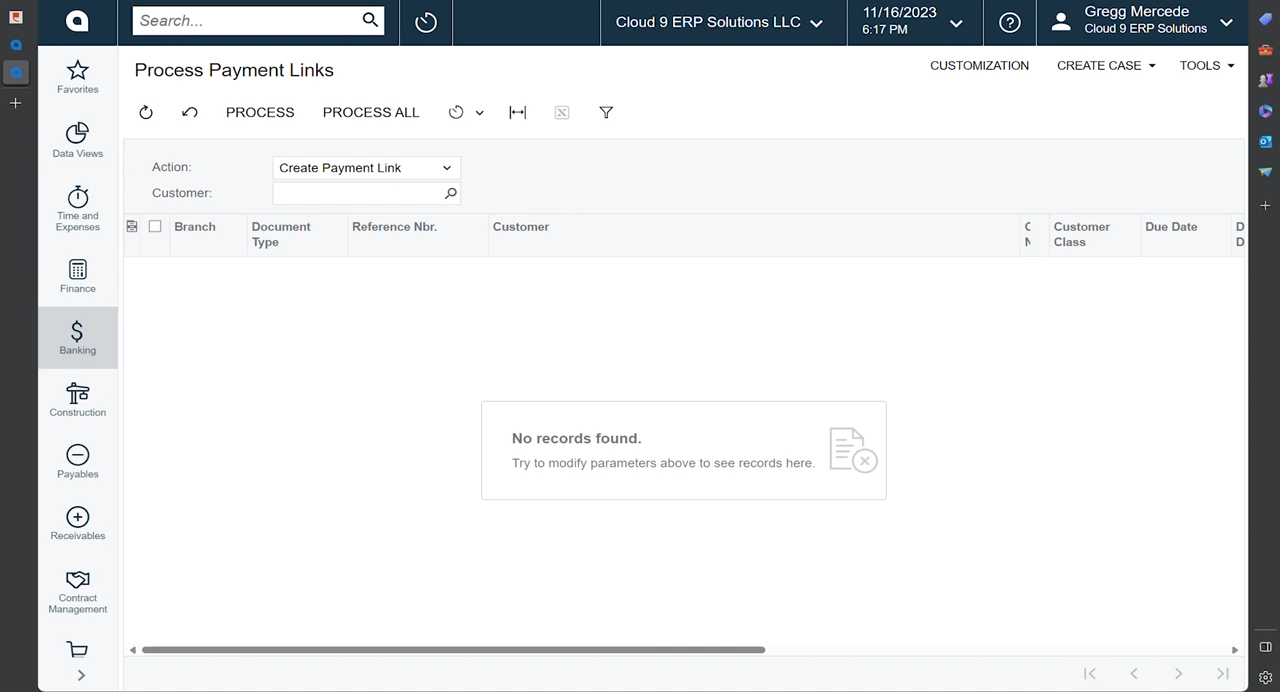 Search...
Cloud 9 ERP Solutions LLC
11/16/2023
6:17 PM
Gregg Mercede
Cloud 9 ERP Solutions
Favorites
Data Views
Time and
Expenses
Finance
Banking
Construction
Payables
Receivables
Contract
Management
Process Payment Links
CUSTOMIZATION
CREATE CASE
TOOLS
PROCESS
PROCESS ALL
Action:
Create Payment Link
Customer:
Branch
Document
Type
Reference Nbr.
Customer
C
N
Customer
Class
Due Date
D
D
No records found.
Try to modify parameters above to see records here.